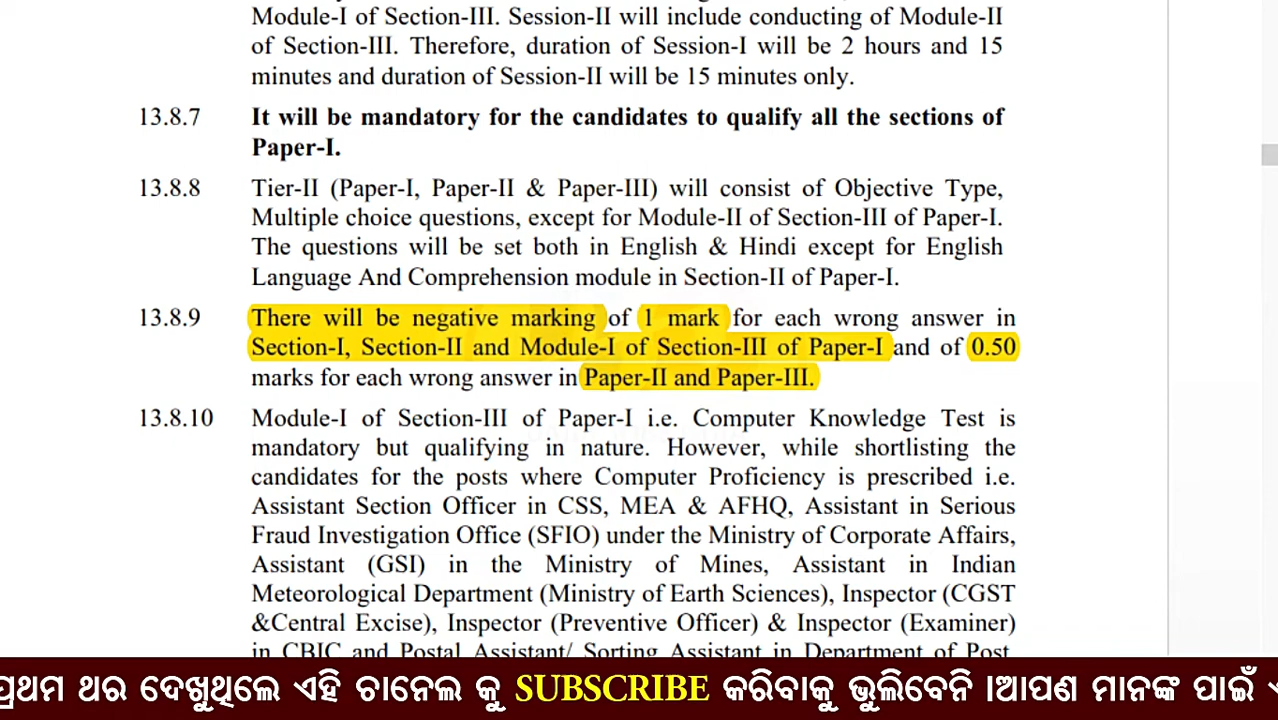 Module-I of Section-III. Session-II will include conducting of Module-II
of Section-III. Therefore, duration of Session-I will be 2 hours and 15
minutes and duration of Session-II will be 15 minutes only.
13.8.7 It will be mandatory for the candidates to qualify all the sections of
Paper-I.
13.8.8 Tier-II (Paper-I, Paper-II & Paper-III) will consist of Objective Type,
Multiple choice questions, except for Module-II of Section-III of Paper-I.
The questions will be set both in English & Hindi except for English
Language And Comprehension module in Section-II of Paper-I.
13.8.9 There will be negative marking of 1 mark for each wrong answer in
Section-I, Section-II and Module-I of Section-III of Paper-I and of 0.50
marks for each wrong answer in Paper-II and Paper-III.
13.8.10 Module-I of Section-III of Paper-I i.e. Computer Knowledge Test is
mandatory but qualifying in nature. However, while shortlisting the
candidates for the posts where Computer Proficiency is prescribed i.e.
Assistant Section Officer in CSS, MEA & AFHQ, Assistant in Serious
Fraud Investigation Office (SFIO) under the Ministry of Corporate Affairs,
Assistant (GSI) in the Ministry of Mines, Assistant in Indian
Meteorological Department (Ministry of Earth Sciences), Inspector (CGST
&Central Excise), Inspector (Preventive Officer) & Inspector (Examiner)
in CBIC and Postal Assistant/ Sorting Assistant in Department of Post
ପ୍ରଥମ ଥର ଦେଖୁଥିଲେ ଏହି ଚାନେଲ କୁ SUBSCRIBE କରିବାକୁ ଭୁଲିବେନି ।ଆପଣ ମାନଙ୍କ ପାଇଁ